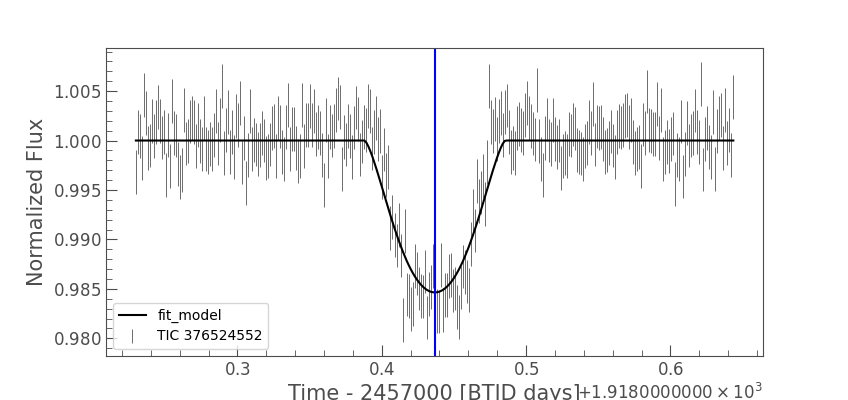 Normalized Flux
1.005
1.000
0.995
0.990
0.985
0.980
fit_model
TIC 376524552
0.3 0.4 0.5 0.6
Time - 2457000 [BTJD days]
+1.9180000000 × 10³